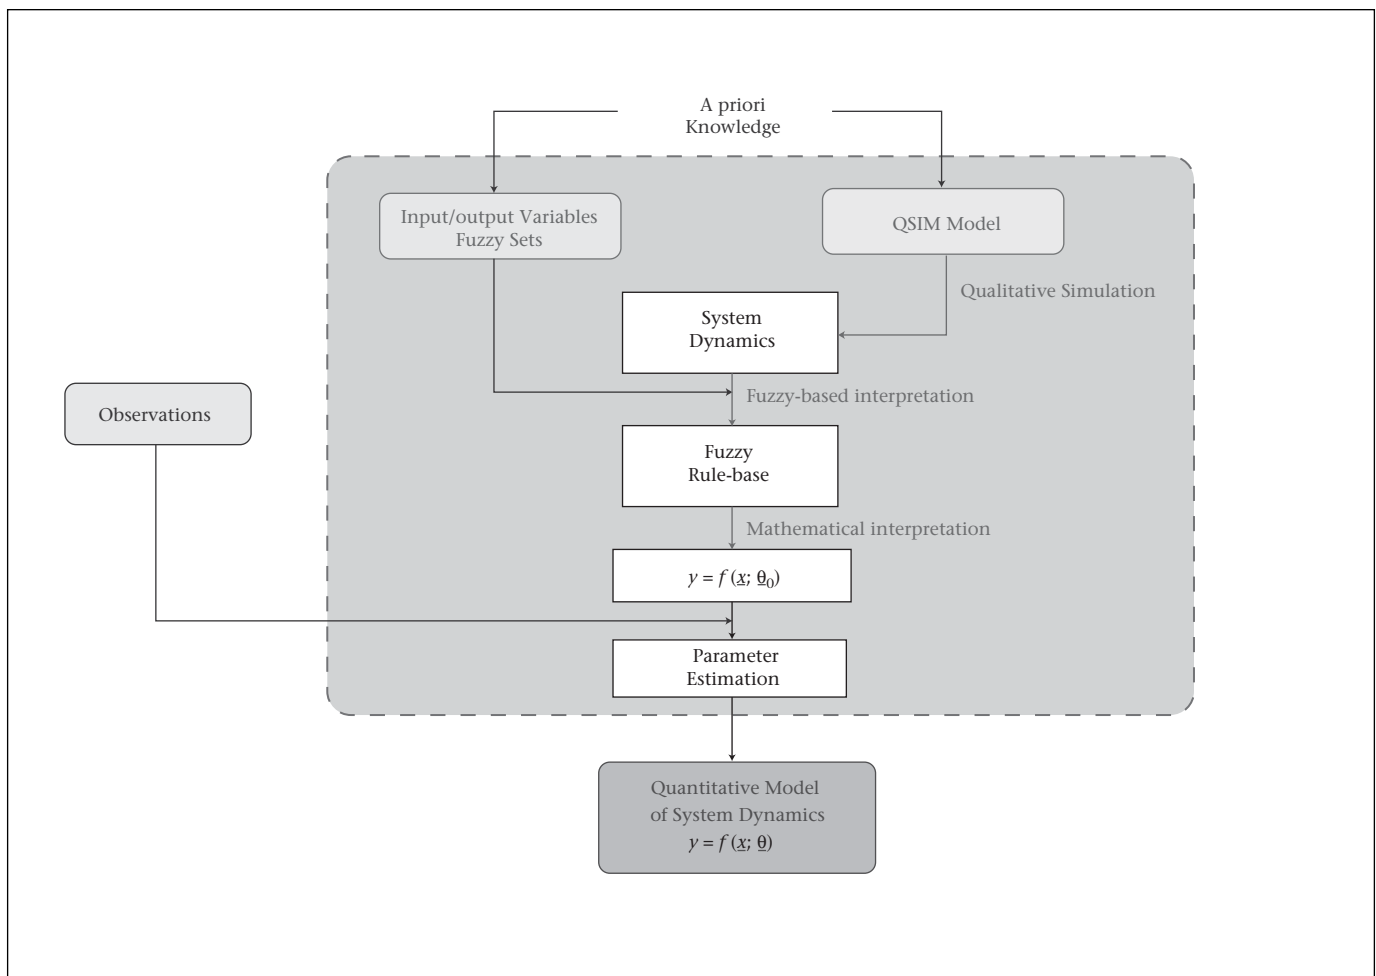 A priori
Knowledge
Input/output Variables
Fuzzy Sets
QSIM Model
Qualitative Simulation
System
Dynamics
Fuzzy-based interpretation
Observations
Fuzzy
Rule-base
Mathematical interpretation
y = f (x̲; θ̲₀)
Parameter
Estimation
Quantitative Model
of System Dynamics
y = f (x̲; θ̲)